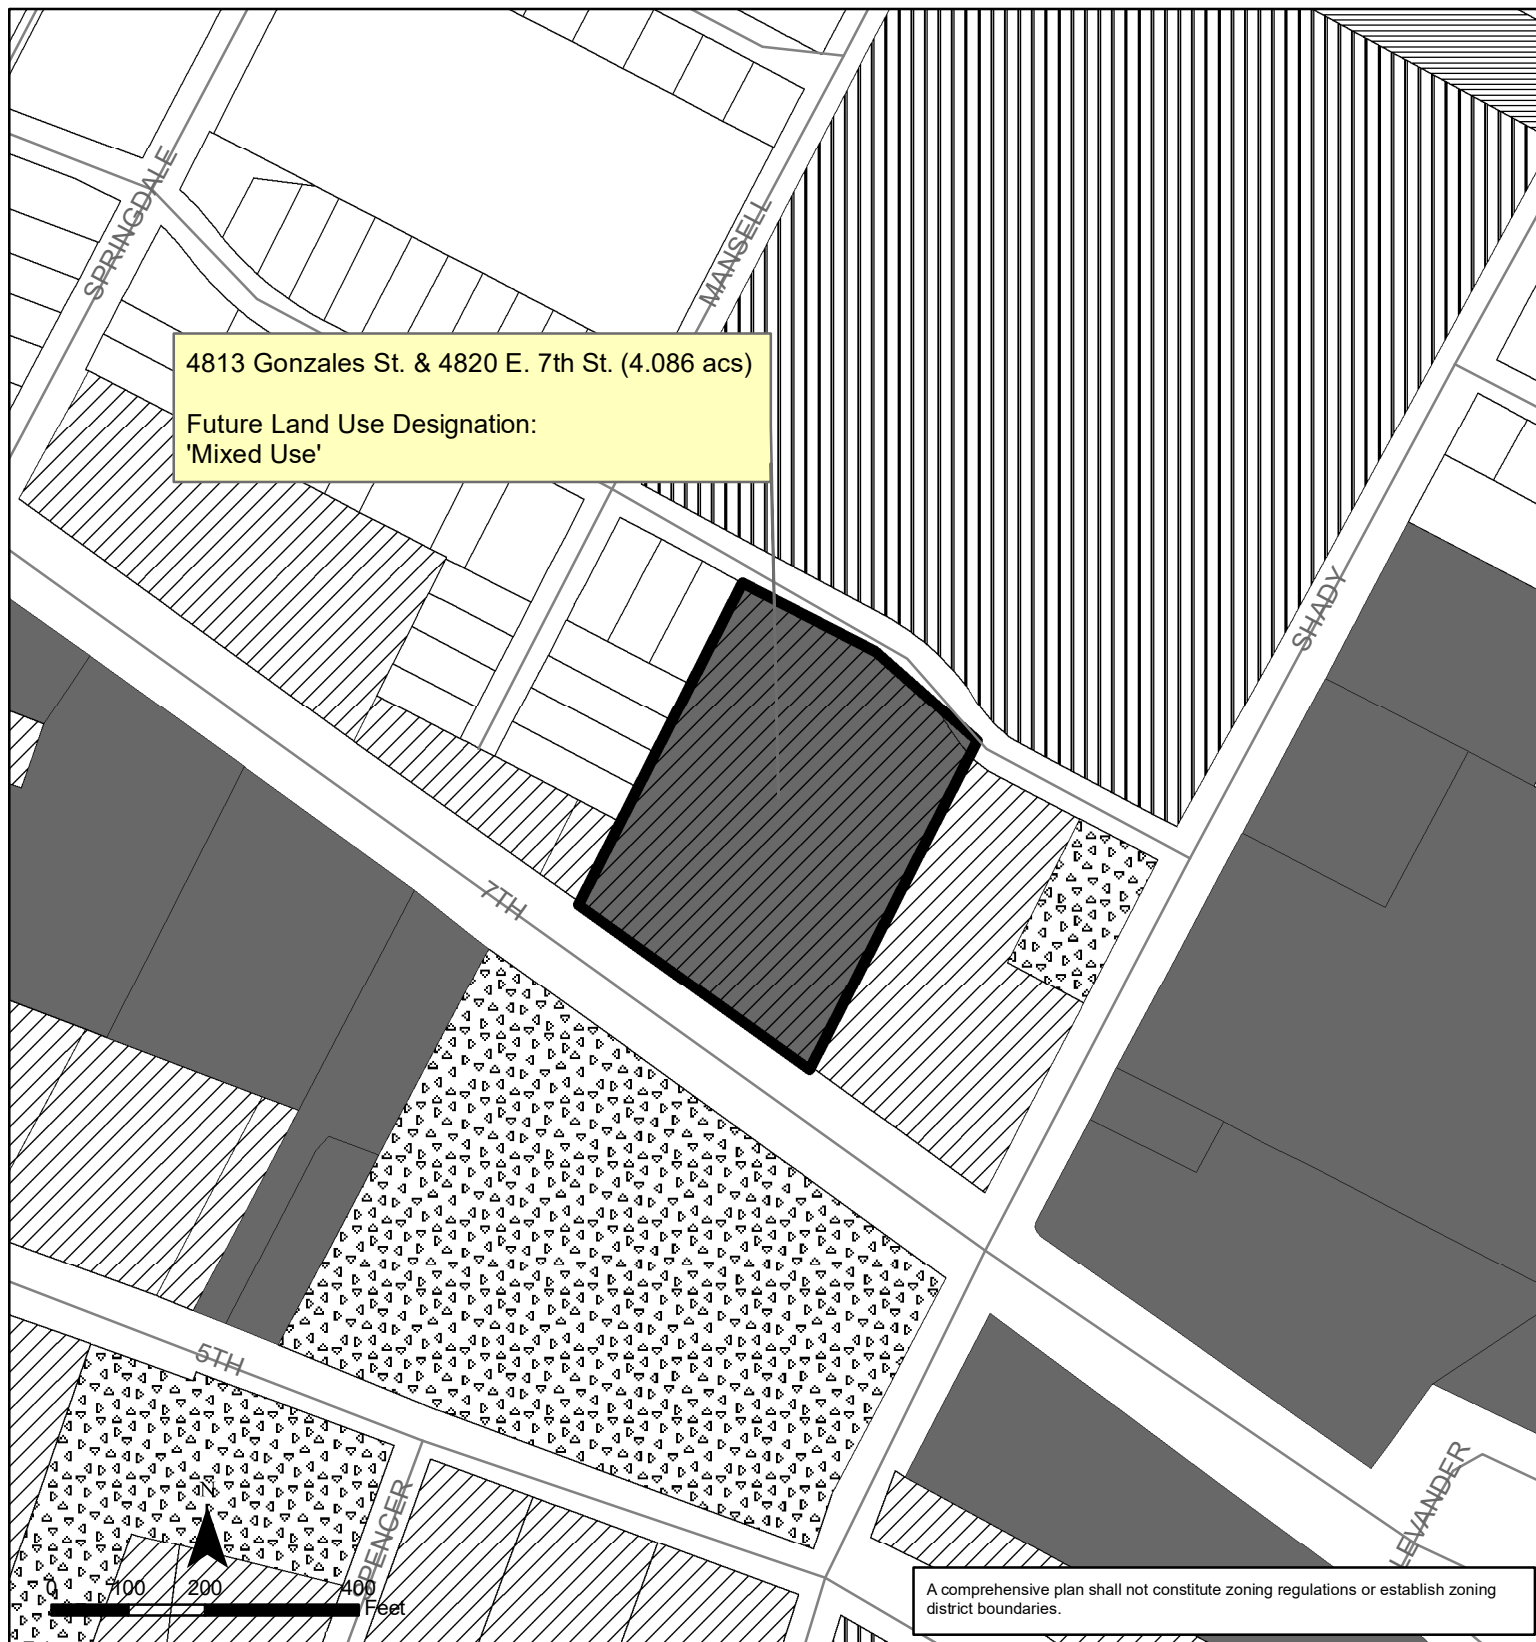 SPRINGDALE
MANSELL
4813 Gonzales St. & 4820 E. 7th St. (4.086 acs)
Future Land Use Designation:
'Mixed Use'
SHADY
7TH
5TH
SPENCER
LEVANDER
N
0 100 200 400
Feet
A comprehensive plan shall not constitute zoning regulations or establish zoning
district boundaries.